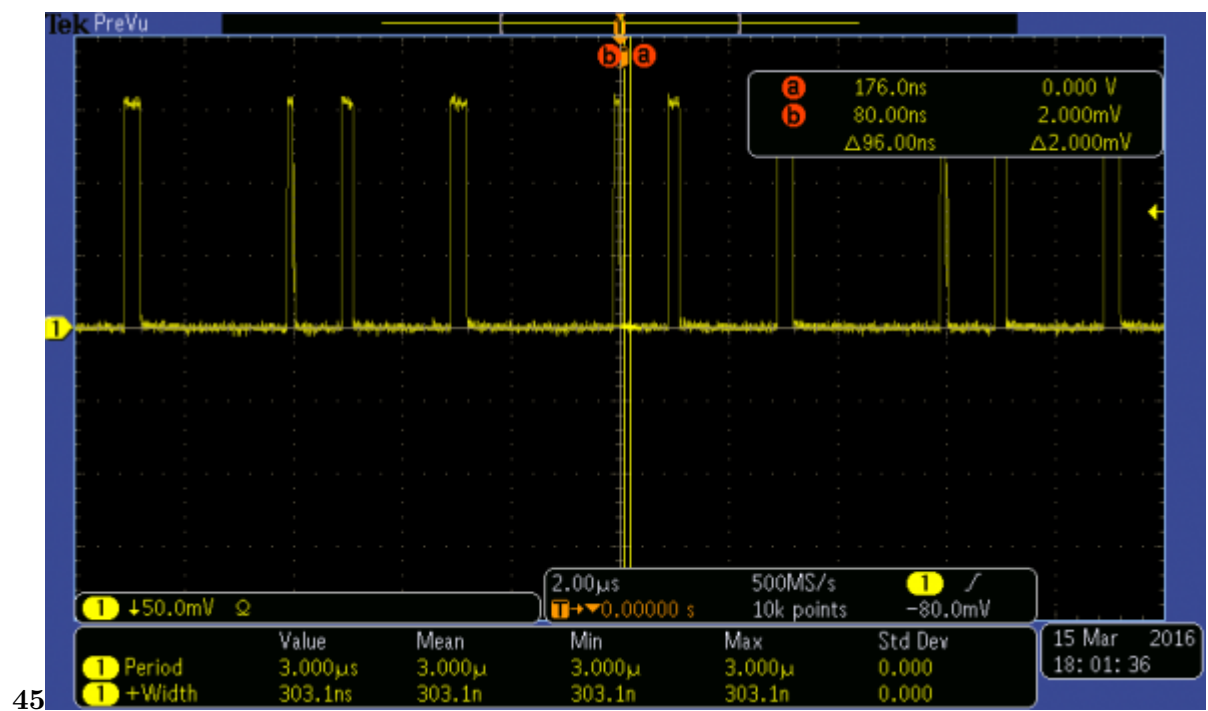 Tek PreVu
b a
a 176.0ns 0.000 V
b 80.00ns 2.000mV
△96.00ns △2.000mV
1
1 ↓50.0mV Ω
2.00µs 500MS/s 1 ∫
T→▼0.00000 s 10k points -80.0mV
Value Mean Min Max Std Dev
1 Period 3.000µs 3.000µ 3.000µ 3.000µ 0.000
1 +Width 303.1ns 303.1n 303.1n 303.1n 0.000
15 Mar 2016
18:01:36
45